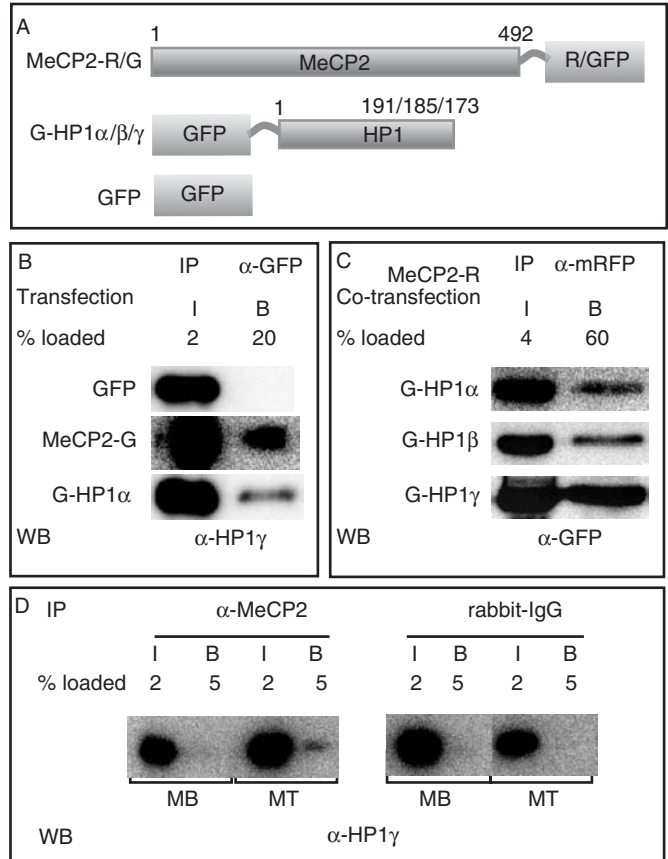 A
1 492
MeCP2-R/G MeCP2 R/GFP
1 191/185/173
G-HP1α/β/γ GFP HP1
GFP GFP
B
IP α-GFP
Transfection
I B
% loaded 2 20
GFP
MeCP2-G
G-HP1α
WB α-HP1γ
C
MeCP2-R IP α-mRFP
Co-transfection
I B
% loaded 4 60
G-HP1α
G-HP1β
G-HP1γ
WB α-GFP
D IP α-MeCP2 rabbit-IgG
I B I B I B I B
% loaded 2 5 2 5 2 5 2 5
MB MT MB MT
WB α-HP1γ